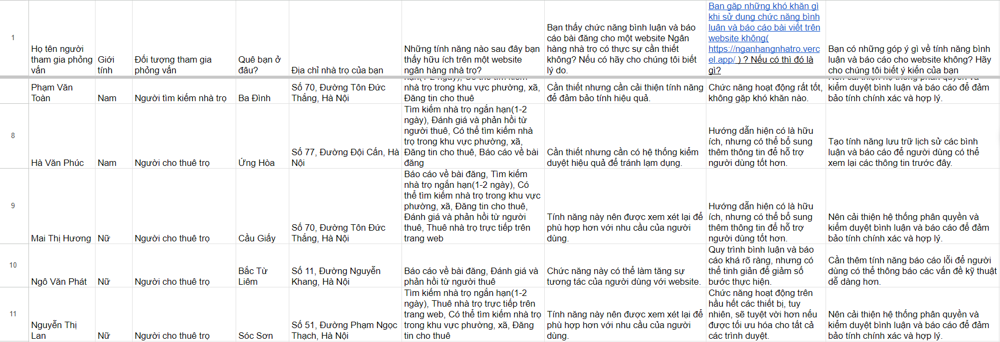 1
Họ tên người
tham gia phỏng
vấn
Giới
tính
Đối tượng tham gia
phỏng vấn
Quê bạn ở
đâu?
Địa chỉ nhà trọ của bạn
Những tính năng nào sau đây bạn
thấy hữu ích trên một website
ngân hàng nhà trọ?
Bạn thấy chức năng bình luận và báo
cáo bài đăng cho một website Ngân
hàng nhà trọ có thực sự cần thiết
không? Nếu có hãy cho chúng tôi biết
lý do.
Bạn gặp những khó khăn gì
khi sử dụng chức năng bình
luận và báo cáo bài viết trên
website không(
https://nganhangnhatro.verc
el.app/ ) ? Nếu có thì đó là
gì?
Bạn có những góp ý gì về tính năng bình
luận và báo cáo cho website không? Hãy
cho chúng tôi biết ý kiến của bạn
Phạm Văn
Toàn
Nam
Người tìm kiếm nhà trọ
Ba Đình
Số 70, Đường Tôn Đức
Thắng, Hà Nội
hạn(1-2 ngày), Có thể tìm kiếm
nhà trọ trong khu vực phường, xã,
Đăng tin cho thuê
Cần thiết nhưng cần cải thiện tính năng
để đảm bảo tính hiệu quả.
Chức năng hoạt động rất tốt,
không gặp khó khăn nào.
Nên cải thiện hệ thống phân quyền và
kiểm duyệt bình luận và báo cáo để đảm
bảo tính chính xác và hợp lý.
8
Hà Văn Phúc
Nam
Người cho thuê trọ
Ứng Hòa
Số 77, Đường Đội Cấn, Hà
Nội
Tìm kiếm nhà trọ ngắn hạn(1-2
ngày), Đánh giá và phản hồi từ
người thuê, Có thể tìm kiếm nhà
trọ trong khu vực phường, xã,
Đăng tin cho thuê, Báo cáo về bài
đăng
Cần thiết nhưng cần có hệ thống kiểm
duyệt hiệu quả để tránh lạm dụng.
Hướng dẫn hiện có là hữu
ích, nhưng có thể bổ sung
thêm thông tin để hỗ trợ
người dùng tốt hơn.
Tạo tính năng lưu trữ lịch sử các bình
luận và báo cáo để người dùng có thể
xem lại các thông tin trước đây.
9
Mai Thị Hương
Nữ
Người cho thuê trọ
Cầu Giấy
Số 70, Đường Tôn Đức
Thắng, Hà Nội
Báo cáo về bài đăng, Tìm kiếm
nhà trọ ngắn hạn(1-2 ngày), Có
thể tìm kiếm nhà trọ trong khu vực
phường, xã, Đăng tin cho thuê,
Đánh giá và phản hồi từ người
thuê, Thuê nhà trọ trực tiếp trên
trang web
Tính năng này nên được xem xét lại để
phù hợp hơn với nhu cầu của người
dùng.
Hướng dẫn hiện có là hữu
ích, nhưng có thể bổ sung
thêm thông tin để hỗ trợ
người dùng tốt hơn.
Nên cải thiện hệ thống phân quyền và
kiểm duyệt bình luận và báo cáo để đảm
bảo tính chính xác và hợp lý.
10
Ngô Văn Phát
Nữ
Người cho thuê trọ
Bắc Từ
Liêm
Số 11, Đường Nguyễn
Khang, Hà Nội
Báo cáo về bài đăng, Đánh giá và
phản hồi từ người thuê
Chức năng này có thể làm tăng sự
tương tác của người dùng với website.
Quy trình bình luận và báo
cáo khá rõ ràng, nhưng có
thể tinh giản để giảm số
bước thực hiện.
Cần thêm tính năng báo cáo lỗi để người
dùng có thể thông báo các vấn đề kỹ thuật
dễ dàng hơn.
11
Nguyễn Thị
Lan
Nữ
Người cho thuê trọ
Sóc Sơn
Số 51, Đường Phạm Ngọc
Thạch, Hà Nội
Tìm kiếm nhà trọ ngắn hạn(1-2
ngày), Thuê nhà trọ trực tiếp trên
trang web, Có thể tìm kiếm nhà trọ
trong khu vực phường, xã, Đăng
tin cho thuê
Tính năng này nên được xem xét lại để
phù hợp hơn với nhu cầu của người
dùng.
Chức năng hoạt động trên
hầu hết các thiết bị, tuy
nhiên, sẽ tuyệt vời hơn nếu
được tối ưu hóa cho tất cả
các trình duyệt.
Nên cải thiện hệ thống phân quyền và
kiểm duyệt bình luận và báo cáo để đảm
bảo tính chính xác và hợp lý.